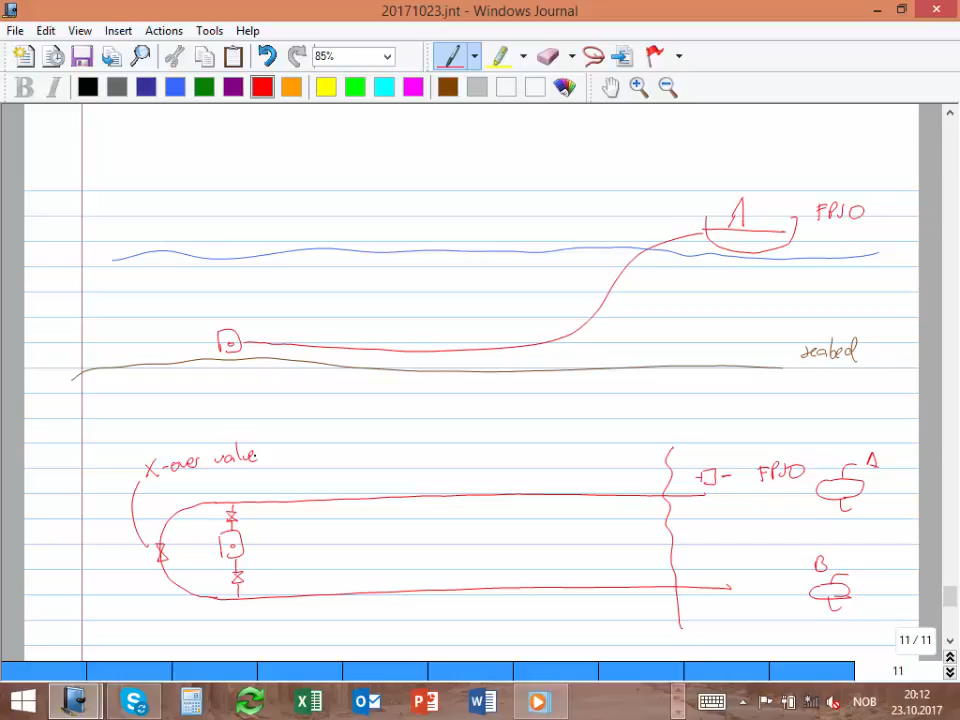 20171023.jnt - Windows Journal
File Edit View Insert Actions Tools Help
85%
B I
FPSO
seabed
X-over valve
FPSO
A
B
11 / 11
11
NOB
20:12
23.10.2017